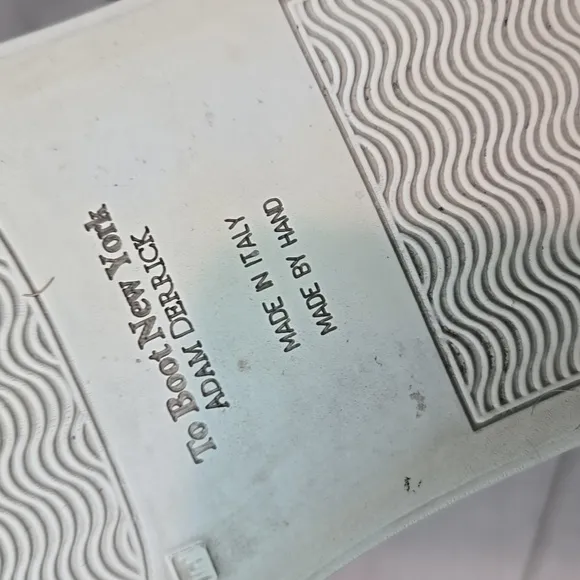 To Boot New York
ADAM DERRICK
MADE IN ITALY
MADE BY HAND